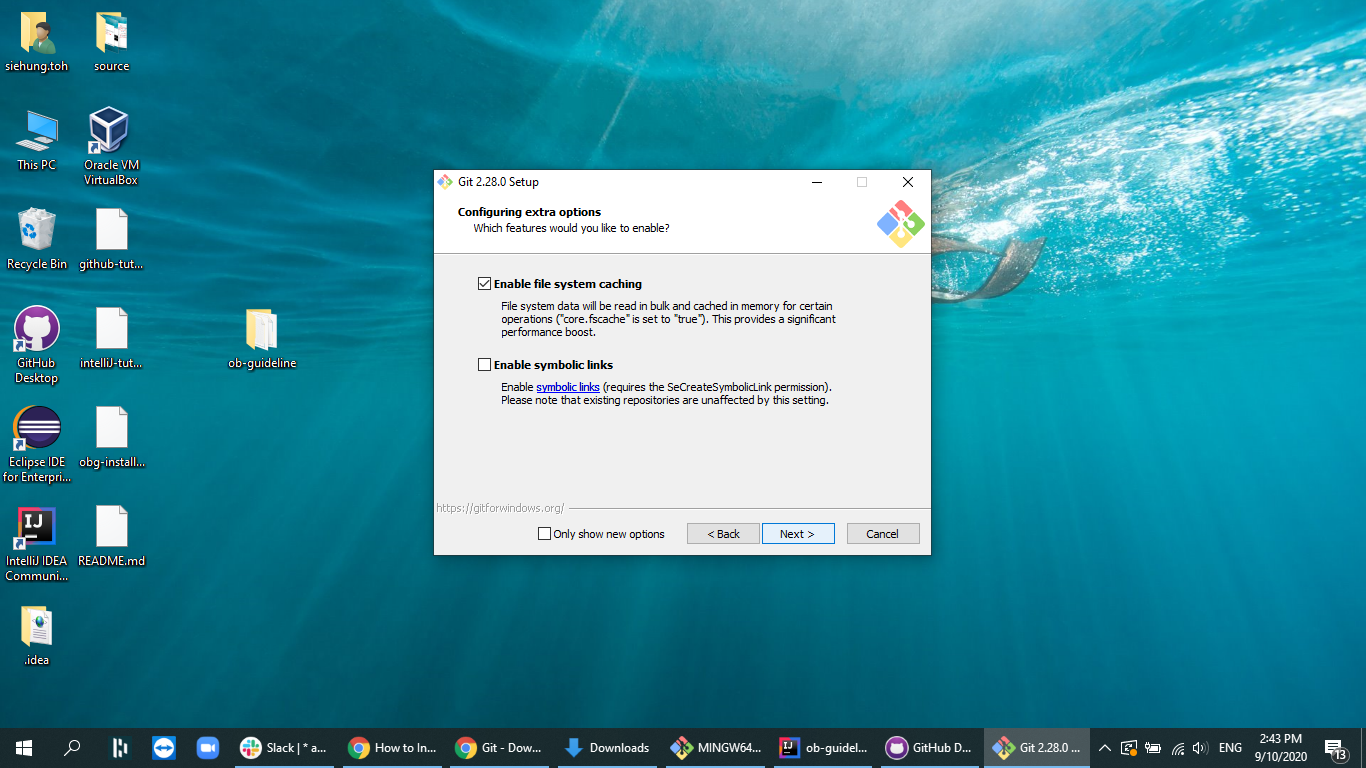 siehung.toh
source
This PC
Oracle VM
VirtualBox
Recycle Bin
github-tut...
GitHub
Desktop
intelliJ-tut...
ob-guideline
Eclipse IDE
for Enterpri...
obg-install...
IJ
IntelliJ IDEA
Communi...
README.md
.idea
Git 2.28.0 Setup
Configuring extra options
Which features would you like to enable?
Enable file system caching
File system data will be read in bulk and cached in memory for certain
operations ("core.fscache" is set to "true"). This provides a significant
performance boost.
Enable symbolic links
Enable symbolic links (requires the SeCreateSymbolicLink permission).
Please note that existing repositories are unaffected by this setting.
https://gitforwindows.org/
Only show new options
< Back
Next >
Cancel
Slack | * a...
How to In...
Git - Dow...
Downloads
MINGW64...
IJ
ob-guidel...
GitHub D...
Git 2.28.0 ...
ENG
2:43 PM
9/10/2020
13